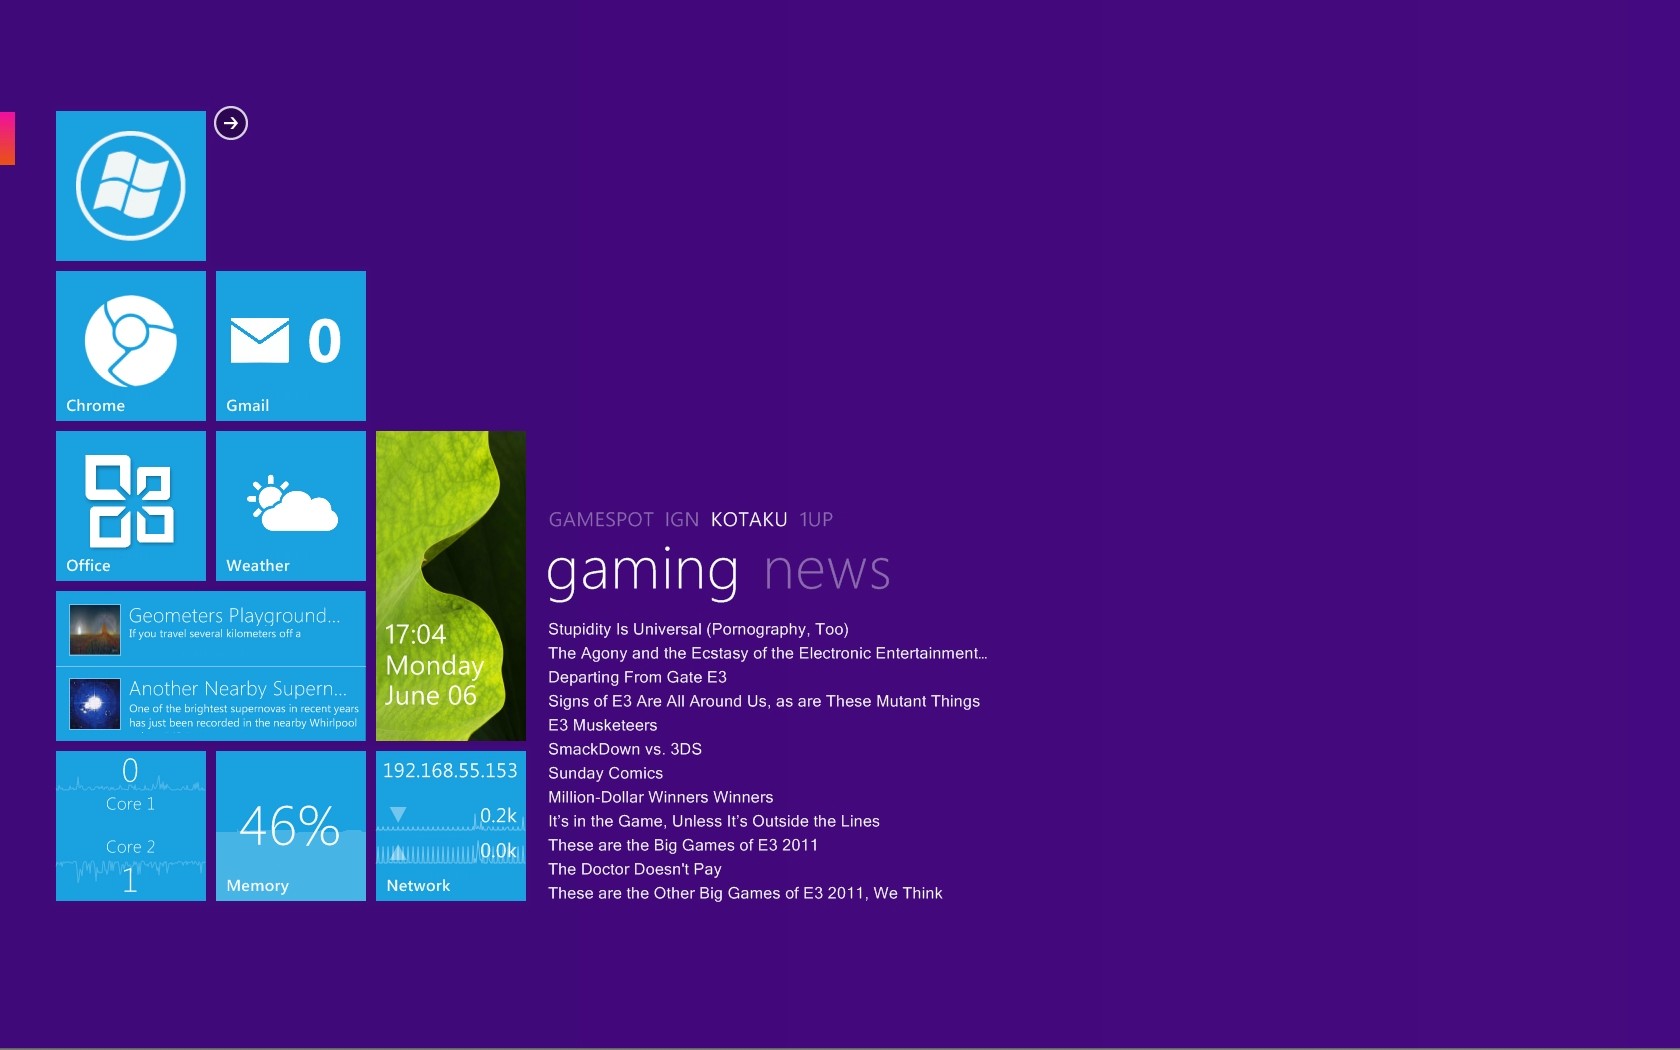 Chrome
0
Gmail
Office
Weather
Geometers Playground...
If you travel several kilometers off a
Another Nearby Supern...
One of the brightest supernovas in recent years
has just been recorded in the nearby Whirlpool
17:04
Monday
June 06
0
Core 1
Core 2
1
46%
Memory
192.168.55.153
0.2k
0.0k
Network
GAMESPOT IGN KOTAKU 1UP
gaming news
Stupidity Is Universal (Pornography, Too)
The Agony and the Ecstasy of the Electronic Entertainment...
Departing From Gate E3
Signs of E3 Are All Around Us, as are These Mutant Things
E3 Musketeers
SmackDown vs. 3DS
Sunday Comics
Million-Dollar Winners Winners
It's in the Game, Unless It's Outside the Lines
These are the Big Games of E3 2011
The Doctor Doesn't Pay
These are the Other Big Games of E3 2011, We Think